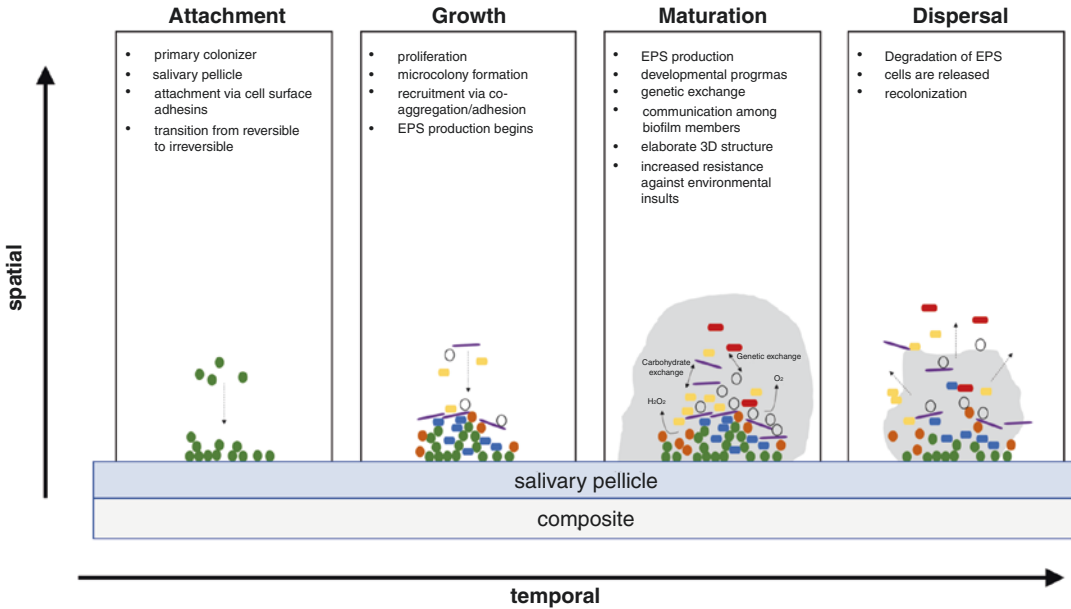 Attachment
• primary colonizer
• salivary pellicle
• attachment via cell surface
adhesins
• transition from reversible
to irreversible
Growth
• proliferation
• microcolony formation
• recruitment via co-
aggregation/adhesion
• EPS production begins
Maturation
• EPS production
• developmental progrmas
• genetic exchange
• communication among
biofilm members
• elaborate 3D structure
• increased resistance
against environmental
insults
Dispersal
• Degradation of EPS
• cells are released
• recolonization
spatial
Carbohydrate
exchange
Genetic exchange
O₂
H₂O₂
salivary pellicle
composite
temporal